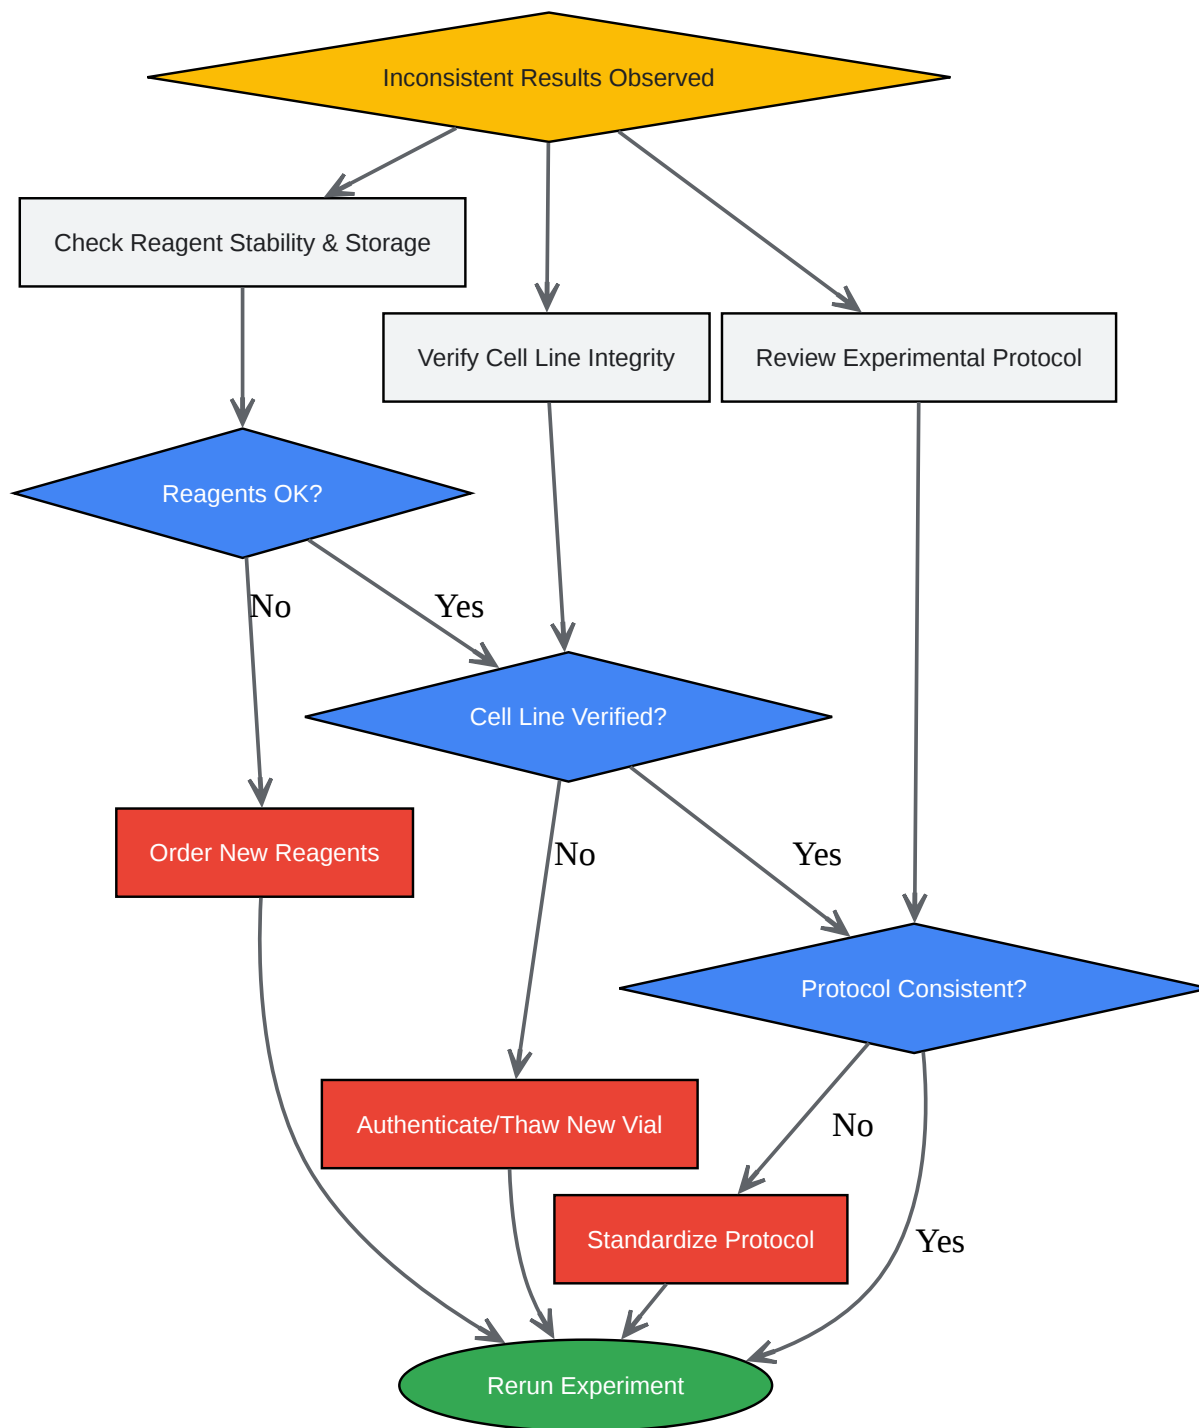 Inconsistent Results Observed
Check Reagent Stability & Storage
Verify Cell Line Integrity
Review Experimental Protocol
Reagents OK?
No
Yes
Cell Line Verified?
Order New Reagents
No
Yes
Protocol Consistent?
Authenticate/Thaw New Vial
No
Standardize Protocol
Yes
Rerun Experiment